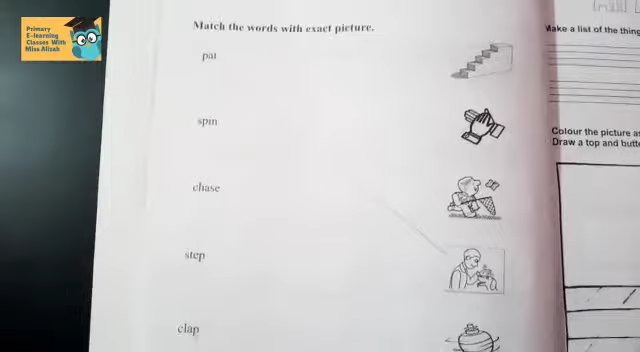 Primary
E-learning
Classes With
Miss Alizah
Match the words with exact picture.
pat
spin
chase
step
clap
Make a list of the thing
Colour the picture a
Draw a top and butt